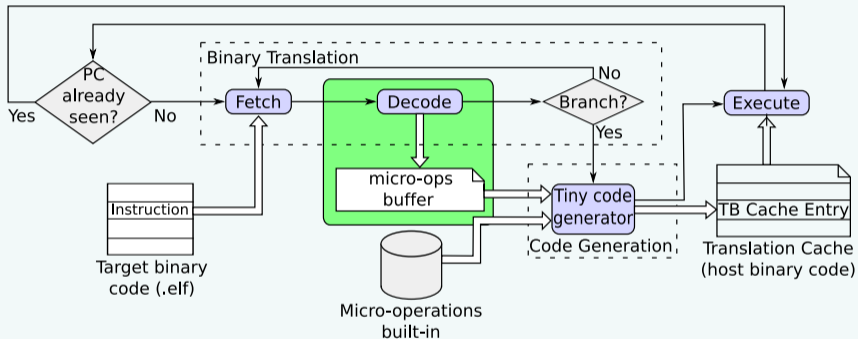 Binary Translation
PC
already
seen?
Yes
No
Fetch
Decode
No
Branch?
Yes
Execute
micro-ops
buffer
Tiny code
generator
Code Generation
Instruction
Target binary
code (.elf)
Micro-operations
built-in
TB Cache Entry
Translation Cache
(host binary code)